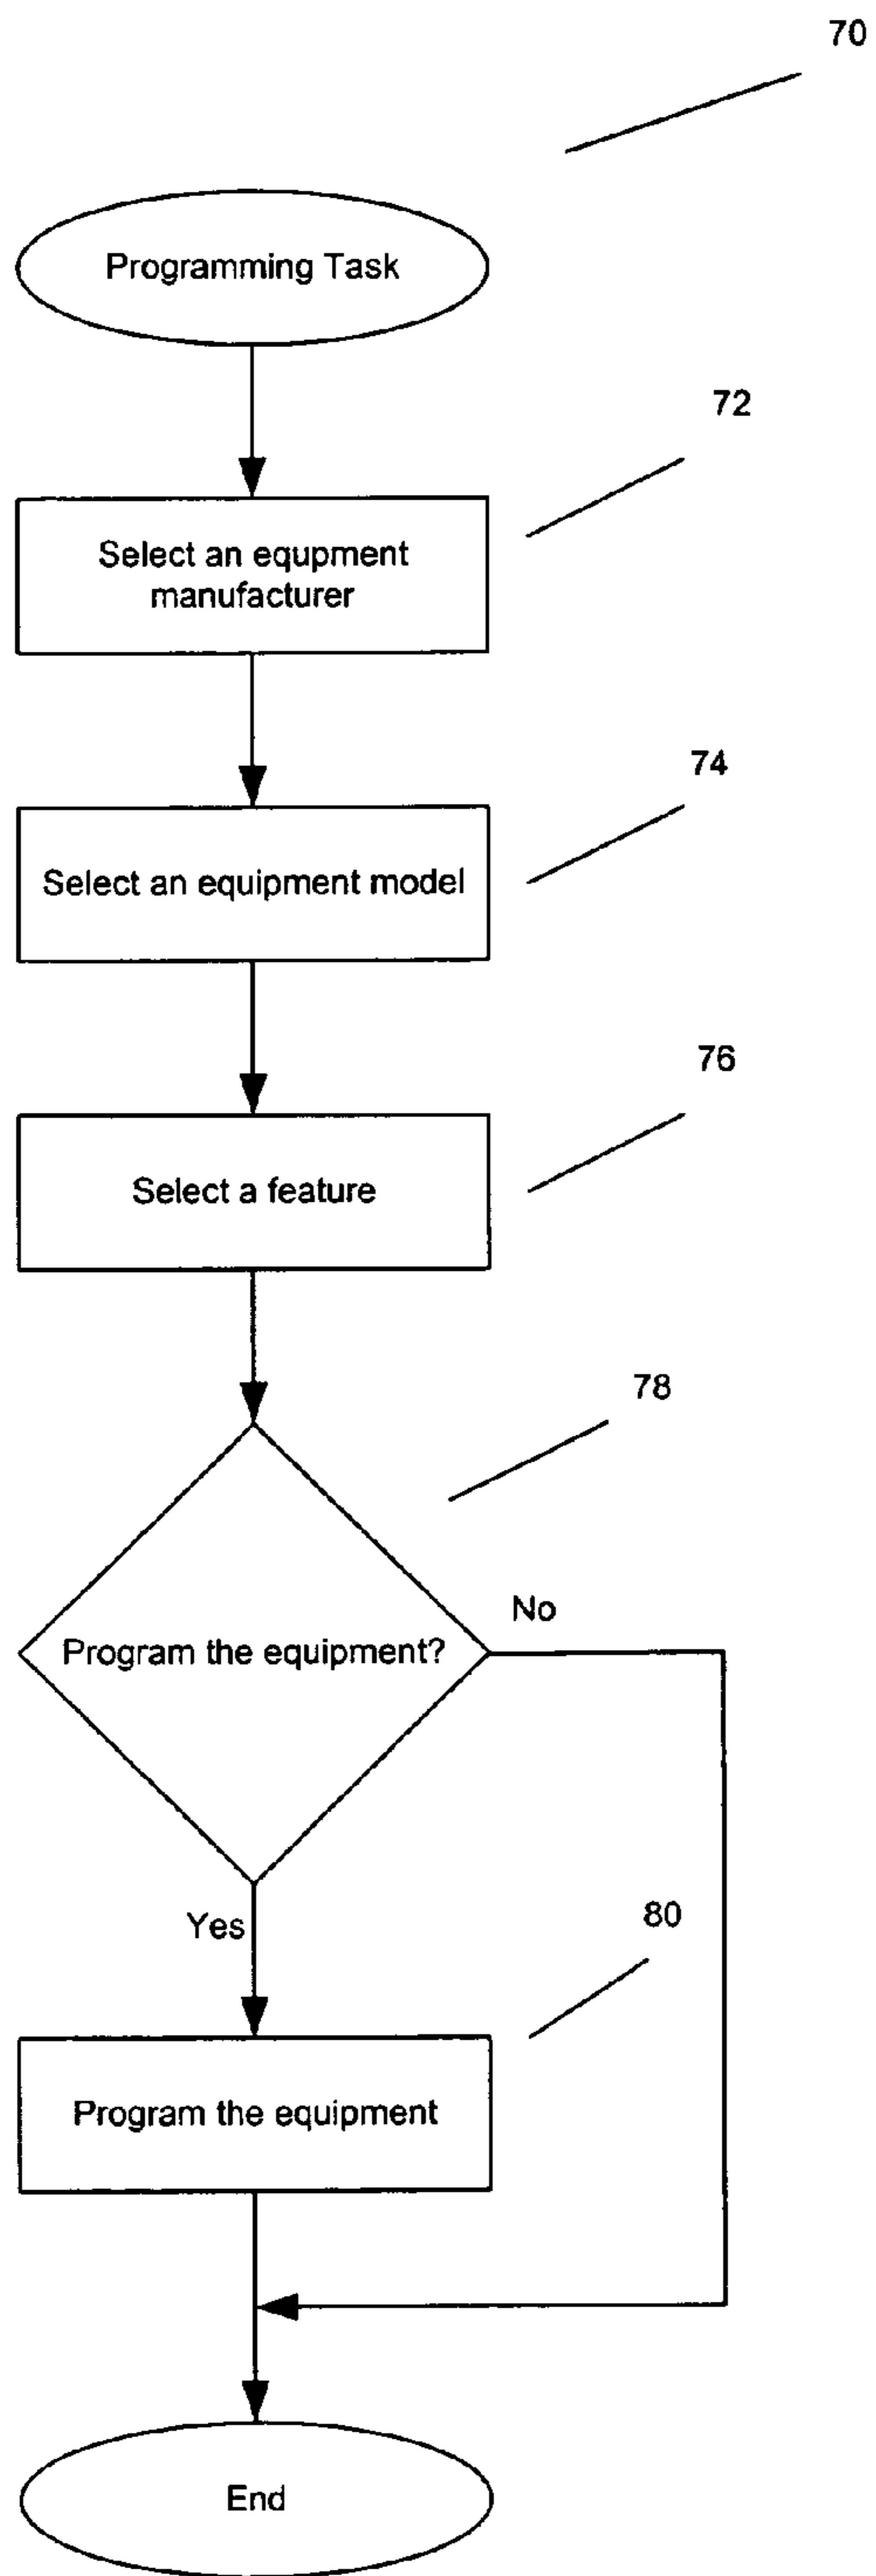 70
Programming Task
72
Select an equpment
manufacturer
74
Select an equipment model
76
Select a feature
78
No
Program the equipment?
Yes
80
Program the equipment
End